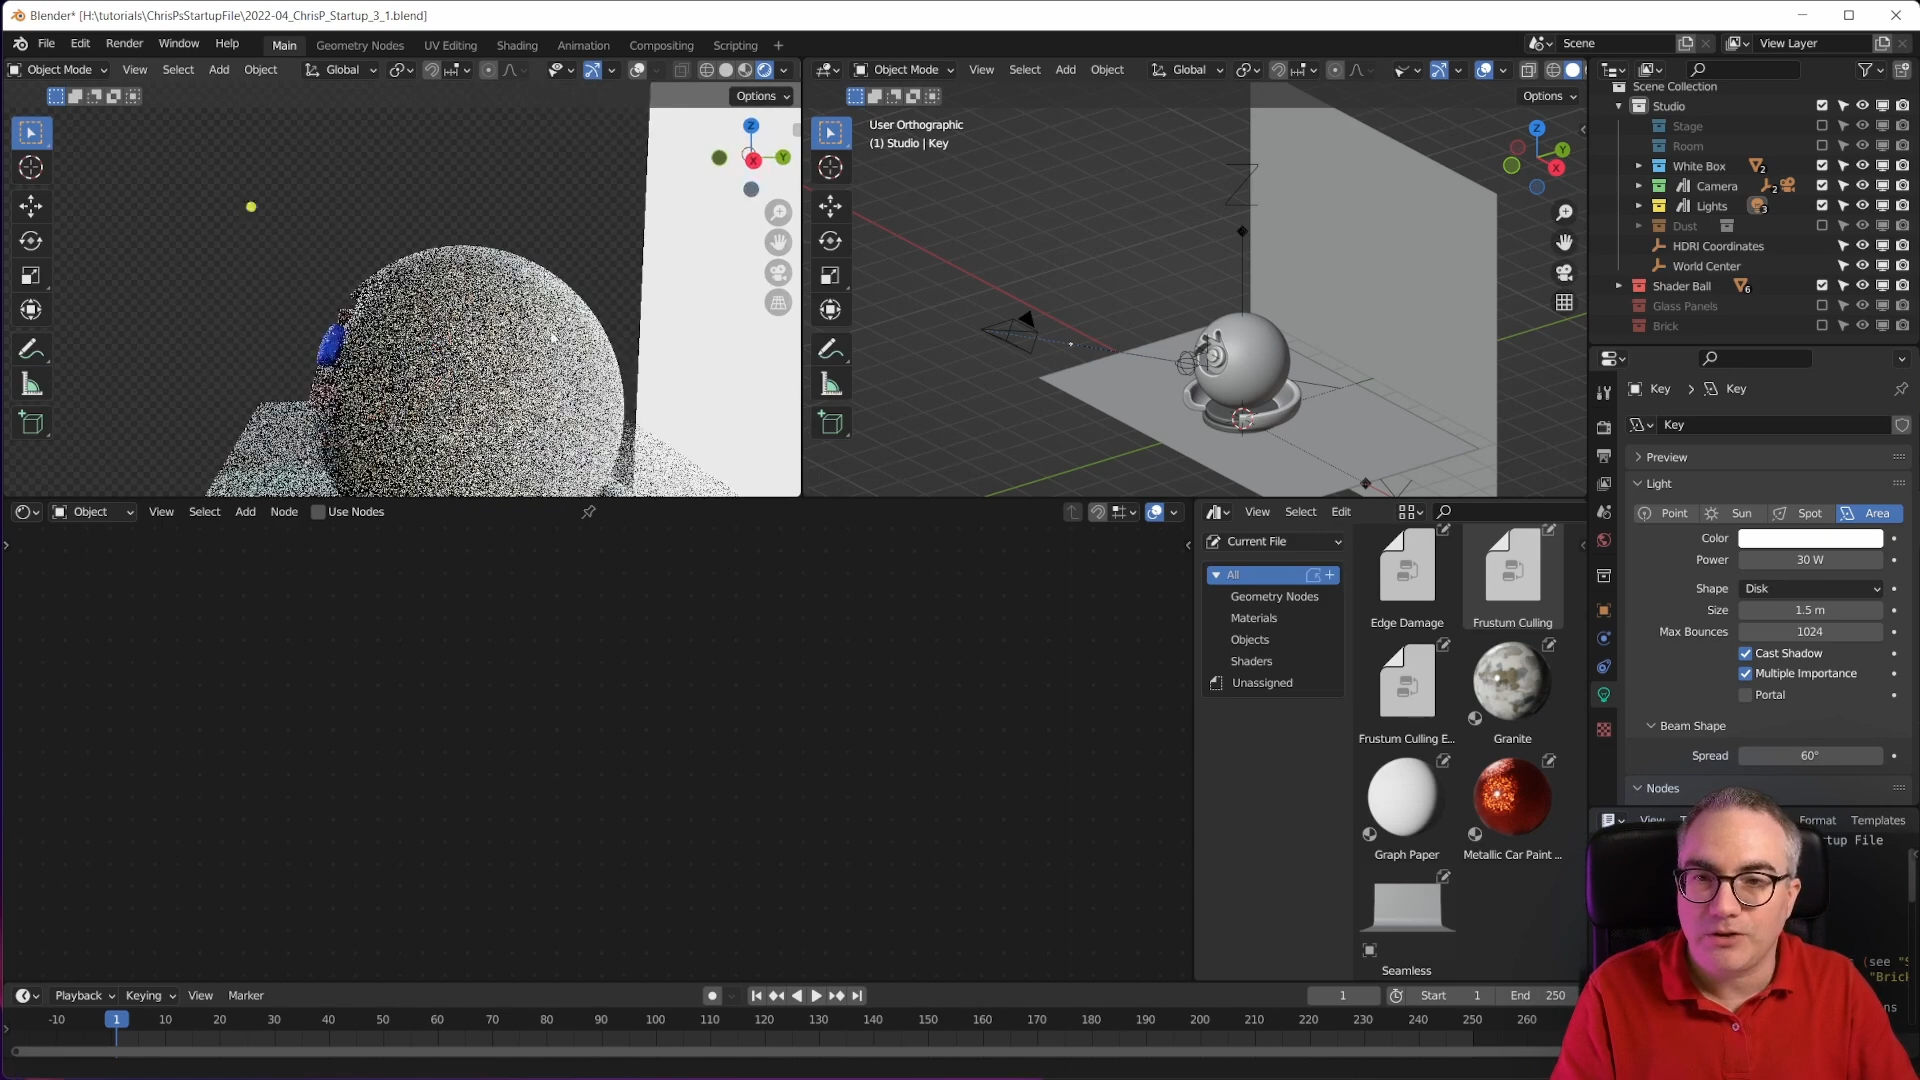 Blender* [H:\tutorials\ChrisPsStartupFile\2022-04_ChrisP_Startup_3_1.blend]
File Edit Render Window Help Main Geometry Nodes UV Editing Shading Animation Compositing Scripting + Scene View Layer
Object Mode View Select Add Object Global
Object Mode View Select Add Object Global
Options
Options
User Orthographic
(1) Studio | Key
Z
Y
X
Z
Y
X
Scene Collection
Studio
Stage
Room
White Box 2
Camera 2
Lights 3
Dust
HDRI Coordinates
World Center
Shader Ball 6
Glass Panels
Brick
Key > Key
Key
Preview
Light
Point Sun Spot Area
Color
Power 30 W
Shape Disk
Size 1.5 m
Max Bounces 1024
Cast Shadow
Multiple Importance
Portal
Beam Shape
Spread 60°
Nodes
Object View Select Add Node Use Nodes
View Select Edit
Current File
All
Geometry Nodes
Materials
Objects
Shaders
Unassigned
Edge Damage Frustum Culling
Frustum Culling E... Granite
Graph Paper Metallic Car Paint ...
Seamless
View Format Templates
tup File
(see "S
"Bric
ns
Playback Keying View Marker 1 Start 1 End 250
-10 1 10 20 30 40 50 60 70 80 90 100 110 120 130 140 150 160 170 180 190 200 210 220 230 240 250 260